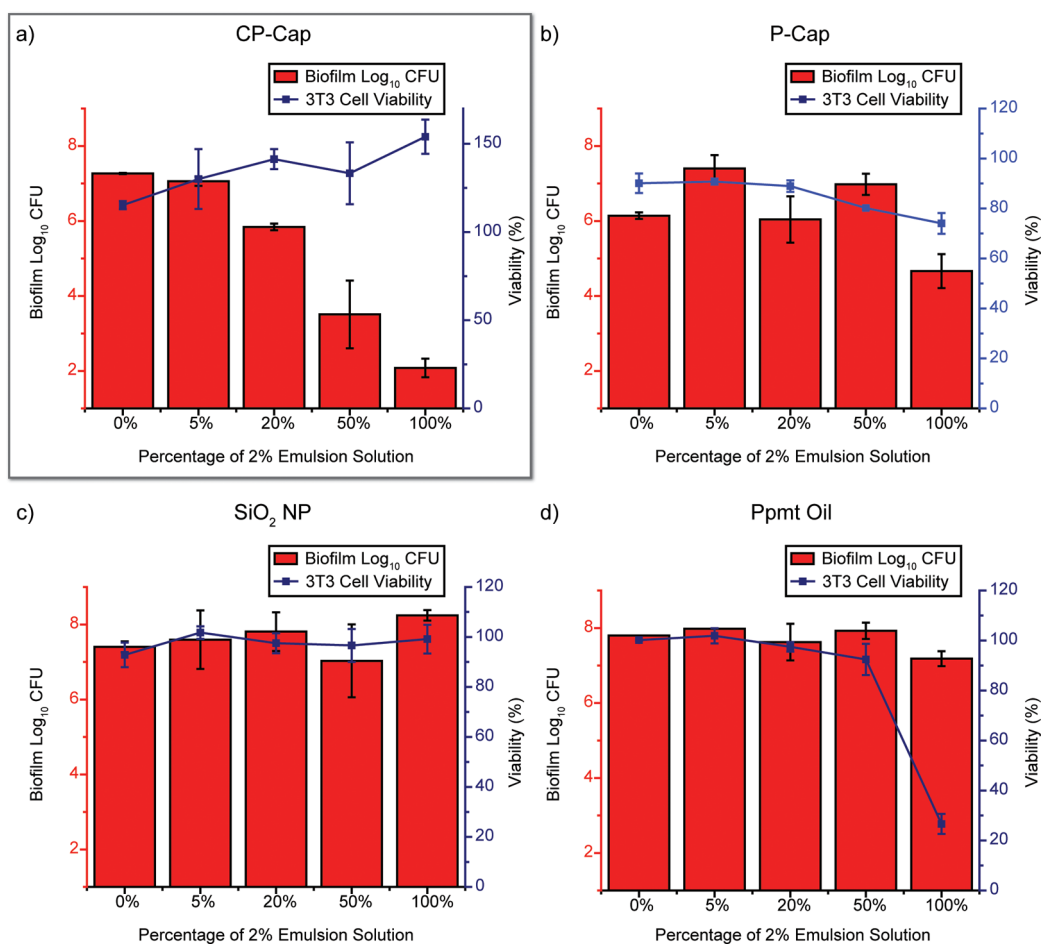 a)
CP-Cap
Biofilm Log10 CFU
3T3 Cell Viability
8
6
4
2
Biofilm Log10 CFU
150
100
50
0
Viability (%)
0% 5% 20% 50% 100%
Percentage of 2% Emulsion Solution
b)
P-Cap
Biofilm Log10 CFU
3T3 Cell Viability
8
6
4
2
Biofilm Log10 CFU
120
100
80
60
40
20
0
Viability (%)
0% 5% 20% 50% 100%
Percentage of 2% Emulsion Solution
c)
SiO2 NP
Biofilm Log10 CFU
3T3 Cell Viability
8
6
4
2
Biofilm Log10 CFU
120
100
80
60
40
20
0
Viability (%)
0% 5% 20% 50% 100%
Percentage of 2% Emulsion Solution
d)
Ppmt Oil
Biofilm Log10 CFU
3T3 Cell Viability
8
6
4
2
Biofilm Log10 CFU
120
100
80
60
40
20
0
Viability (%)
0% 5% 20% 50% 100%
Percentage of 2% Emulsion Solution